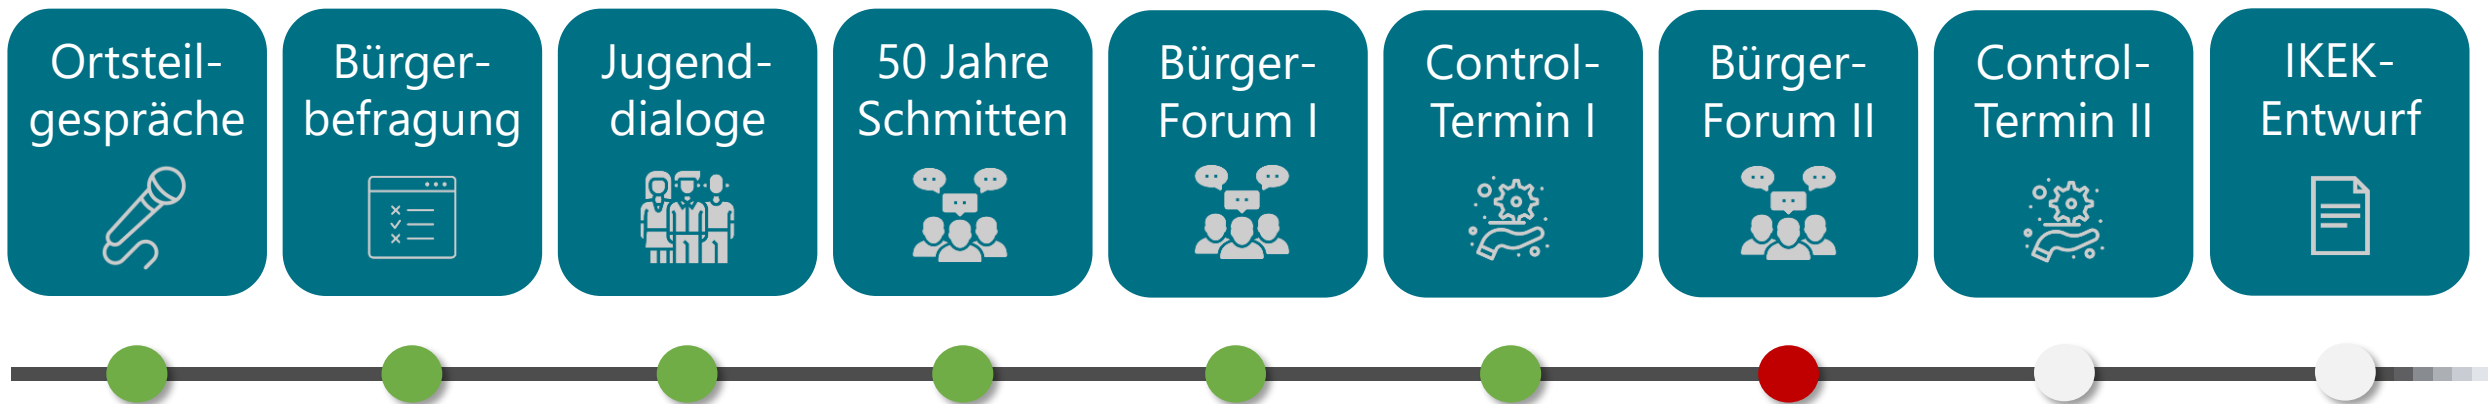 Ortsteil-
gespräche
Bürger-
befragung
Jugend-
dialoge
50 Jahre
Schmitten
Bürger-
Forum I
Control-
Termin I
Bürger-
Forum II
Control-
Termin II
IKEK-
Entwurf